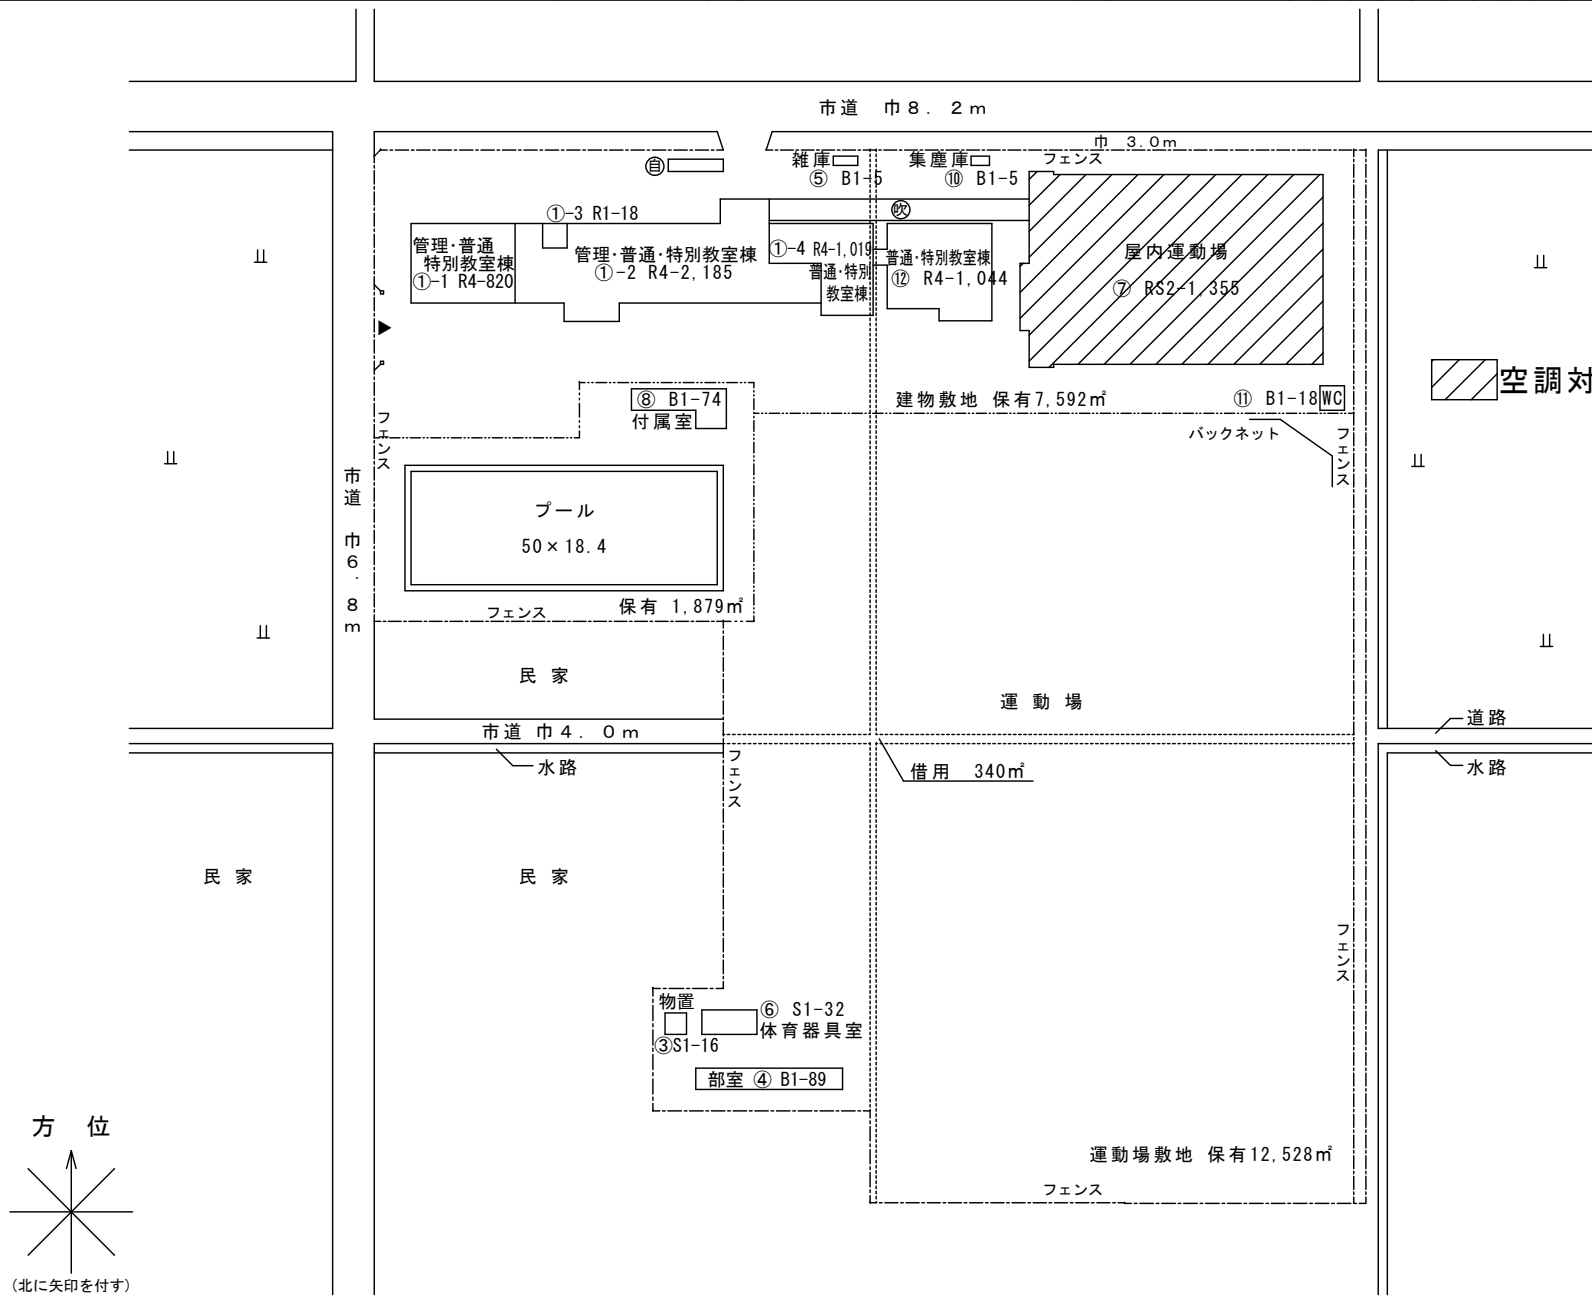 市道 巾８．２ｍ
巾 3.0m
フェンス
自
雑庫
⑤ B1-5
集塵庫
⑩ B1-5
吹
①-3 R1-18
管理･普通
特別教室棟
①-1 R4-820
管理･普通･特別教室棟
①-2 R4-2,185
①-4 R4-1,019
普通･特別
教室棟
普通･特別教室棟
⑫ R4-1,044
屋内運動場
⑦ RS2-1,355
空調対
⑧ B1-74
付属室
建物敷地 保有7,592㎡
⑪ B1-18
WC
バックネット
フェンス
フェンス
市道 巾６．８ｍ
プール
50×18.4
フェンス
保有 1,879㎡
民家
運動場
市道 巾４．０ｍ
道路
水路
水路
フェンス
借用 340㎡
民家
民家
フェンス
物置
③S1-16
⑥ S1-32
体育器具室
部室 ④ B1-89
方位
運動場敷地 保有12,528㎡
フェンス
(北に矢印を付す)